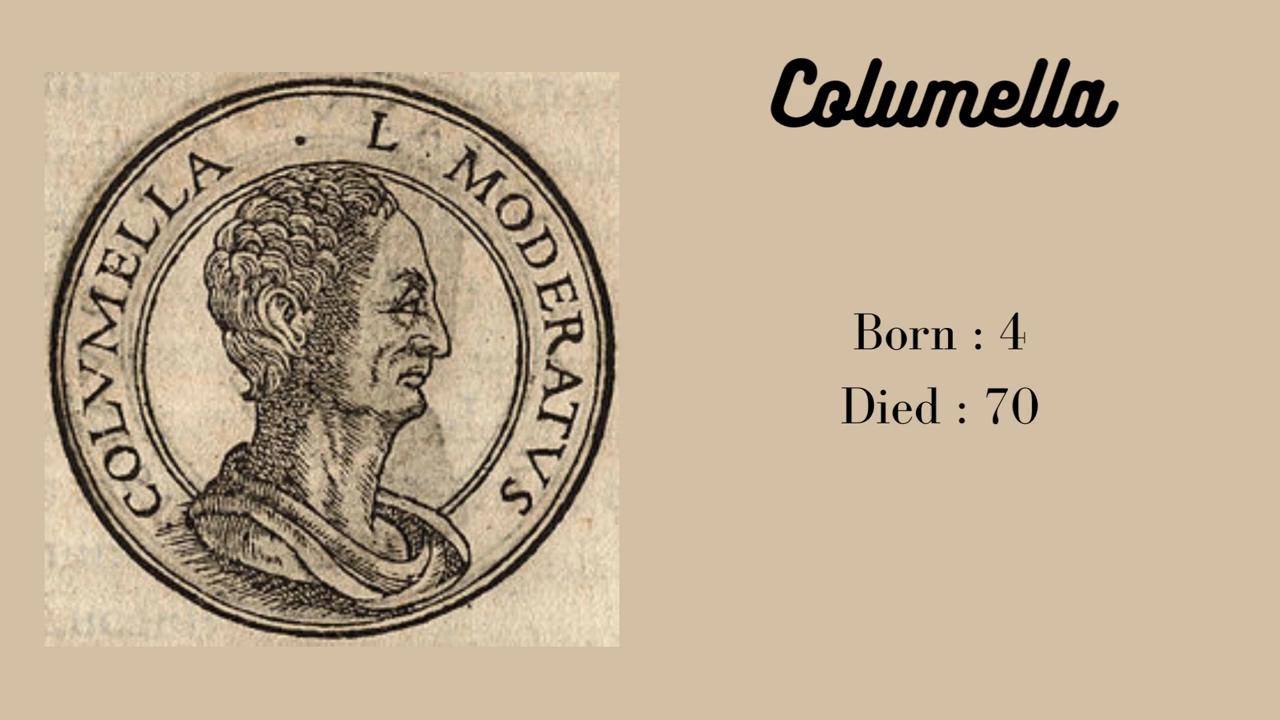 COLVMELLA · L · MODERATVS
Columella
Born : 4
Died : 70